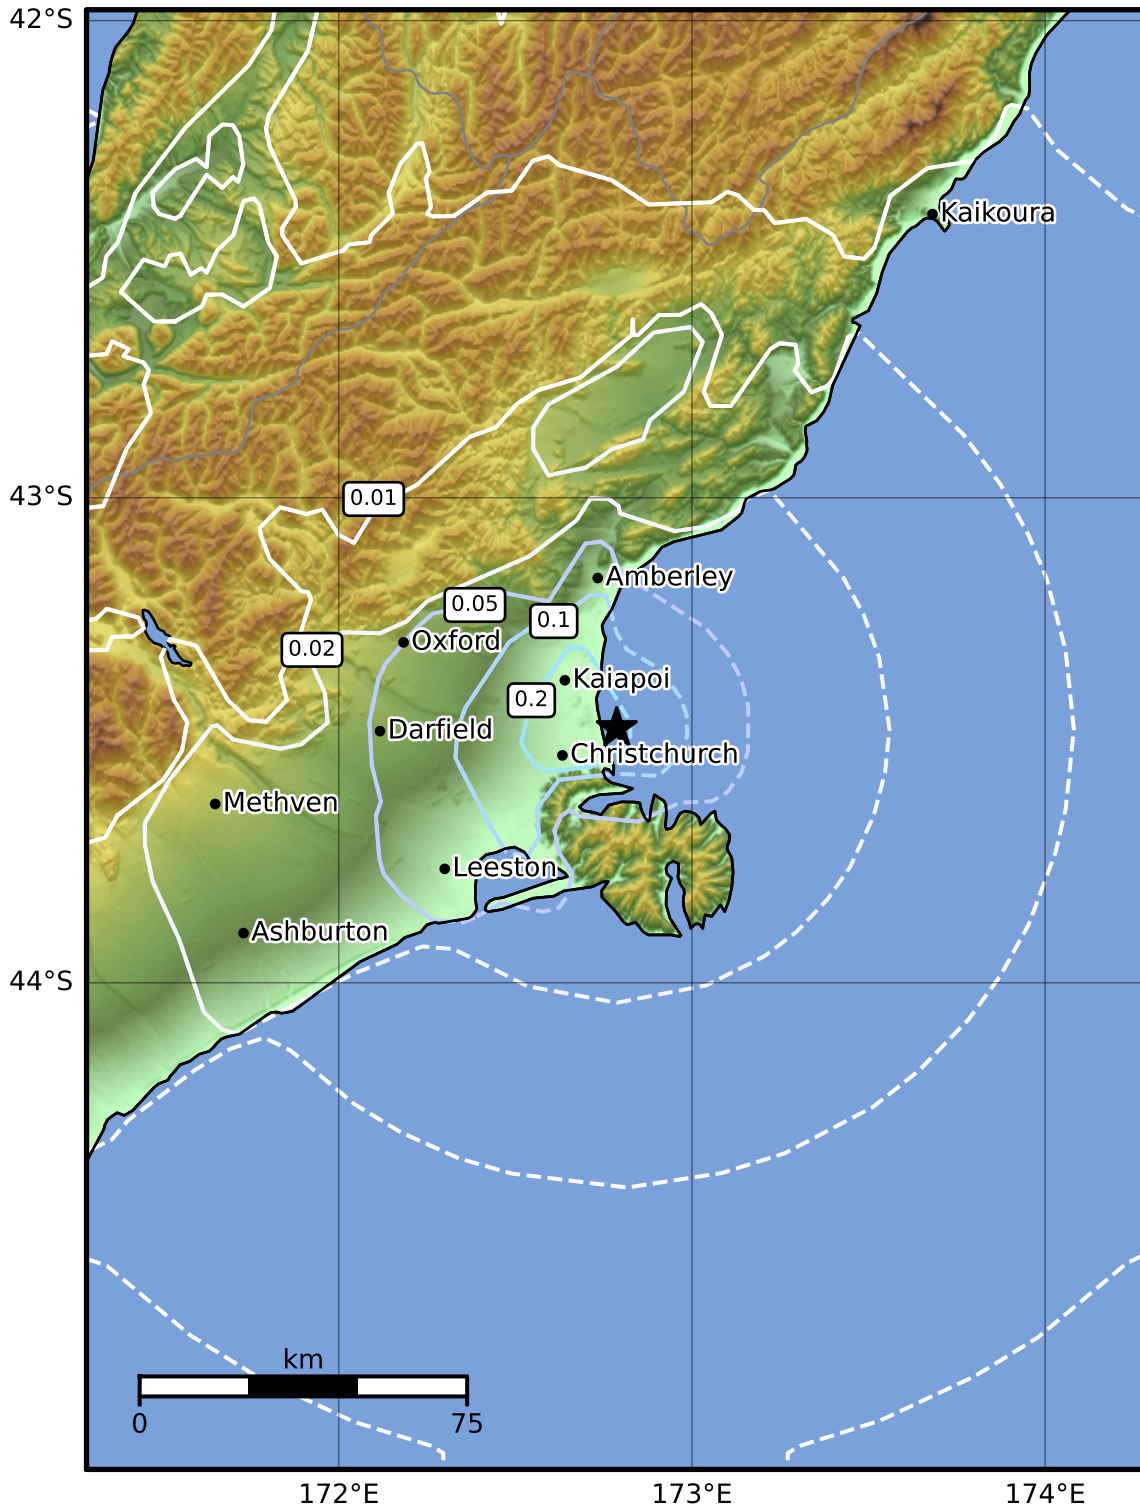 42°S
Kaikoura
43°S
0.01
Amberley
0.05
0.1
Oxford
0.02
Kaiapoi
0.2
Darfield
Christchurch
Methven
Leeston
Ashburton
44°S
km
0 75
172°E 173°E 174°E